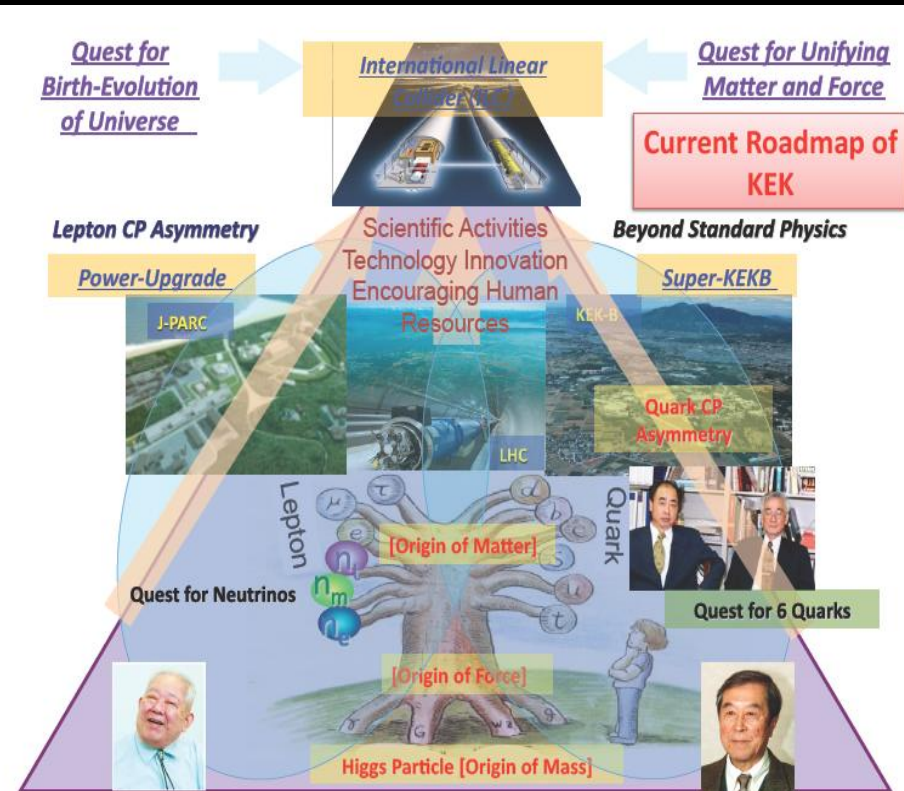 Quest for
Birth-Evolution
of Universe
International Linear
Collider (ILC)
Quest for Unifying
Matter and Force
Current Roadmap of
KEK
Lepton CP Asymmetry
Scientific Activities
Technology Innovation
Encouraging Human
Resources
Beyond Standard Physics
Power-Upgrade
Super-KEKB
J-PARC
KEK-B
Quark CP
Asymmetry
LHC
Lepton
Quark
μ
τ
e
d
b
c
s
u
t
[Origin of Matter]
n
n m
n e
Quest for Neutrinos
Quest for 6 Quarks
[Origin of Force]
γ
G
W Z
g
Higgs Particle [Origin of Mass]